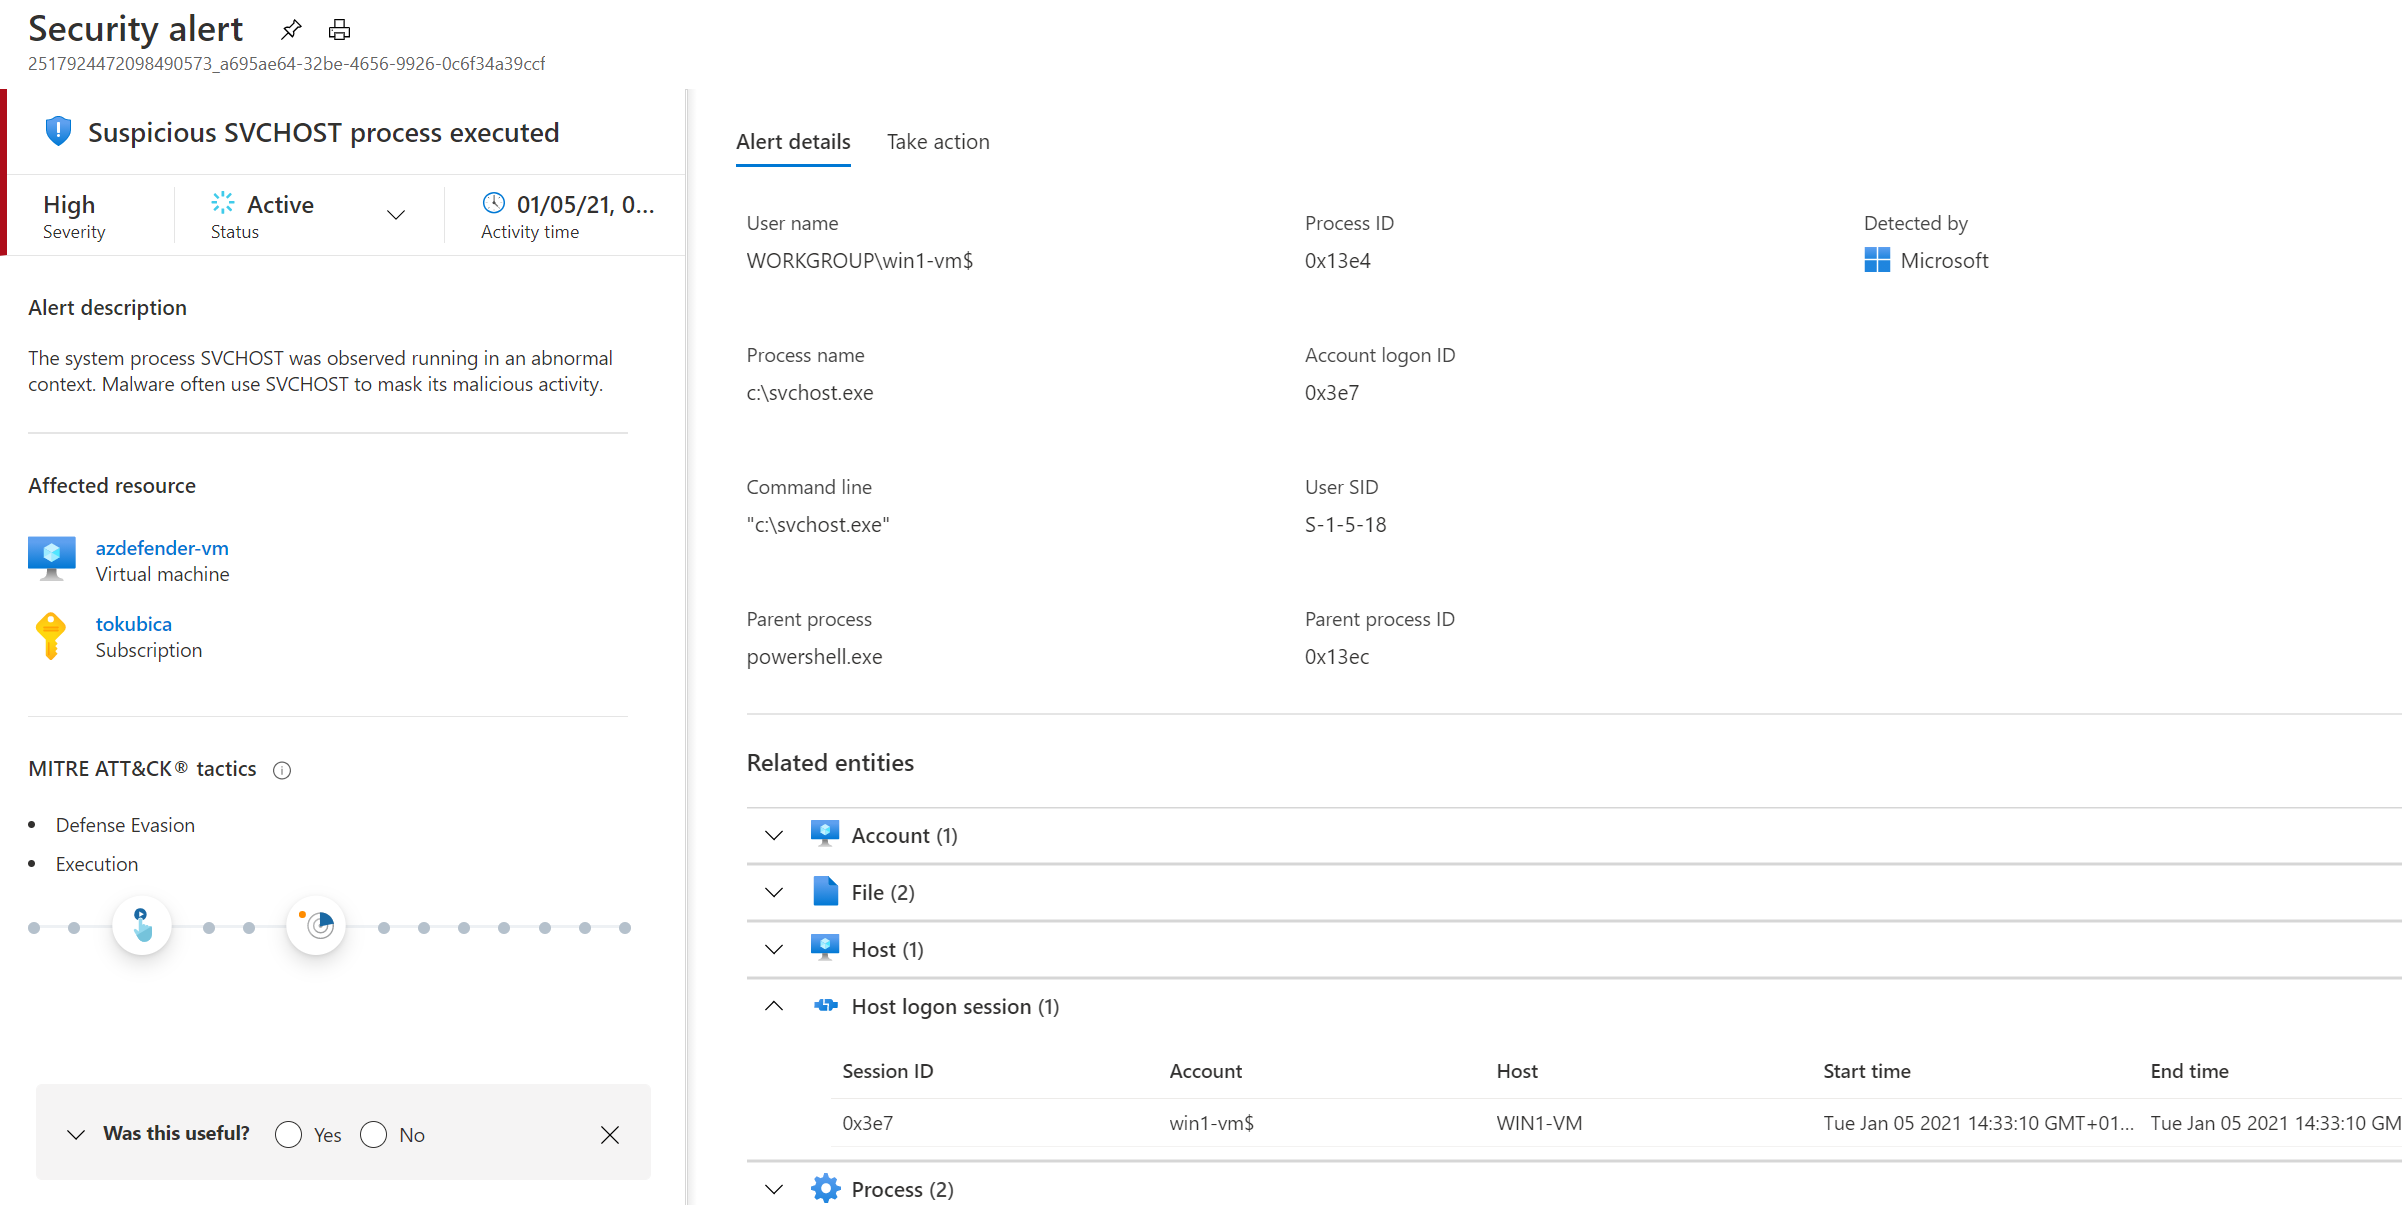 Security alert
2517924472098490573_a695ae64-32be-4656-9926-0c6f34a39ccf
Suspicious SVCHOST process executed
High
Severity
Active
Status
01/05/21, 0...
Activity time
Alert description
The system process SVCHOST was observed running in an abnormal
context. Malware often use SVCHOST to mask its malicious activity.
Affected resource
azdefender-vm
Virtual machine
tokubica
Subscription
MITRE ATT&CK® tactics
• Defense Evasion
• Execution
Was this useful? Yes No
Alert details Take action
User name Process ID Detected by
WORKGROUP\win1-vm$ 0x13e4 Microsoft
Process name Account logon ID
c:\svchost.exe 0x3e7
Command line User SID
"c:\svchost.exe" S-1-5-18
Parent process Parent process ID
powershell.exe 0x13ec
Related entities
Account (1)
File (2)
Host (1)
Host logon session (1)
Session ID Account Host Start time End time
0x3e7 win1-vm$ WIN1-VM Tue Jan 05 2021 14:33:10 GMT+01... Tue Jan 05 2021 14:33:10 GM
Process (2)